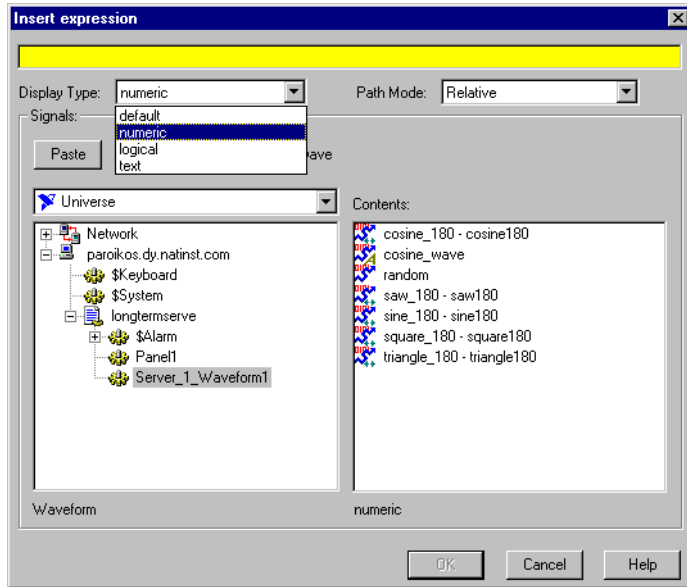 Insert expression
Display Type: numeric Path Mode: Relative
default
numeric
logical
text
Signals:
Paste ave
Universe
Contents:
Network
paroikos.dy.natinst.com
$Keyboard
$System
longtermserve
$Alarm
Panel1
Server_1_Waveform1
cosine_180 - cosine180
cosine_wave
random
saw_180 - saw180
sine_180 - sine180
square_180 - square180
triangle_180 - triangle180
Waveform numeric
OK Cancel Help